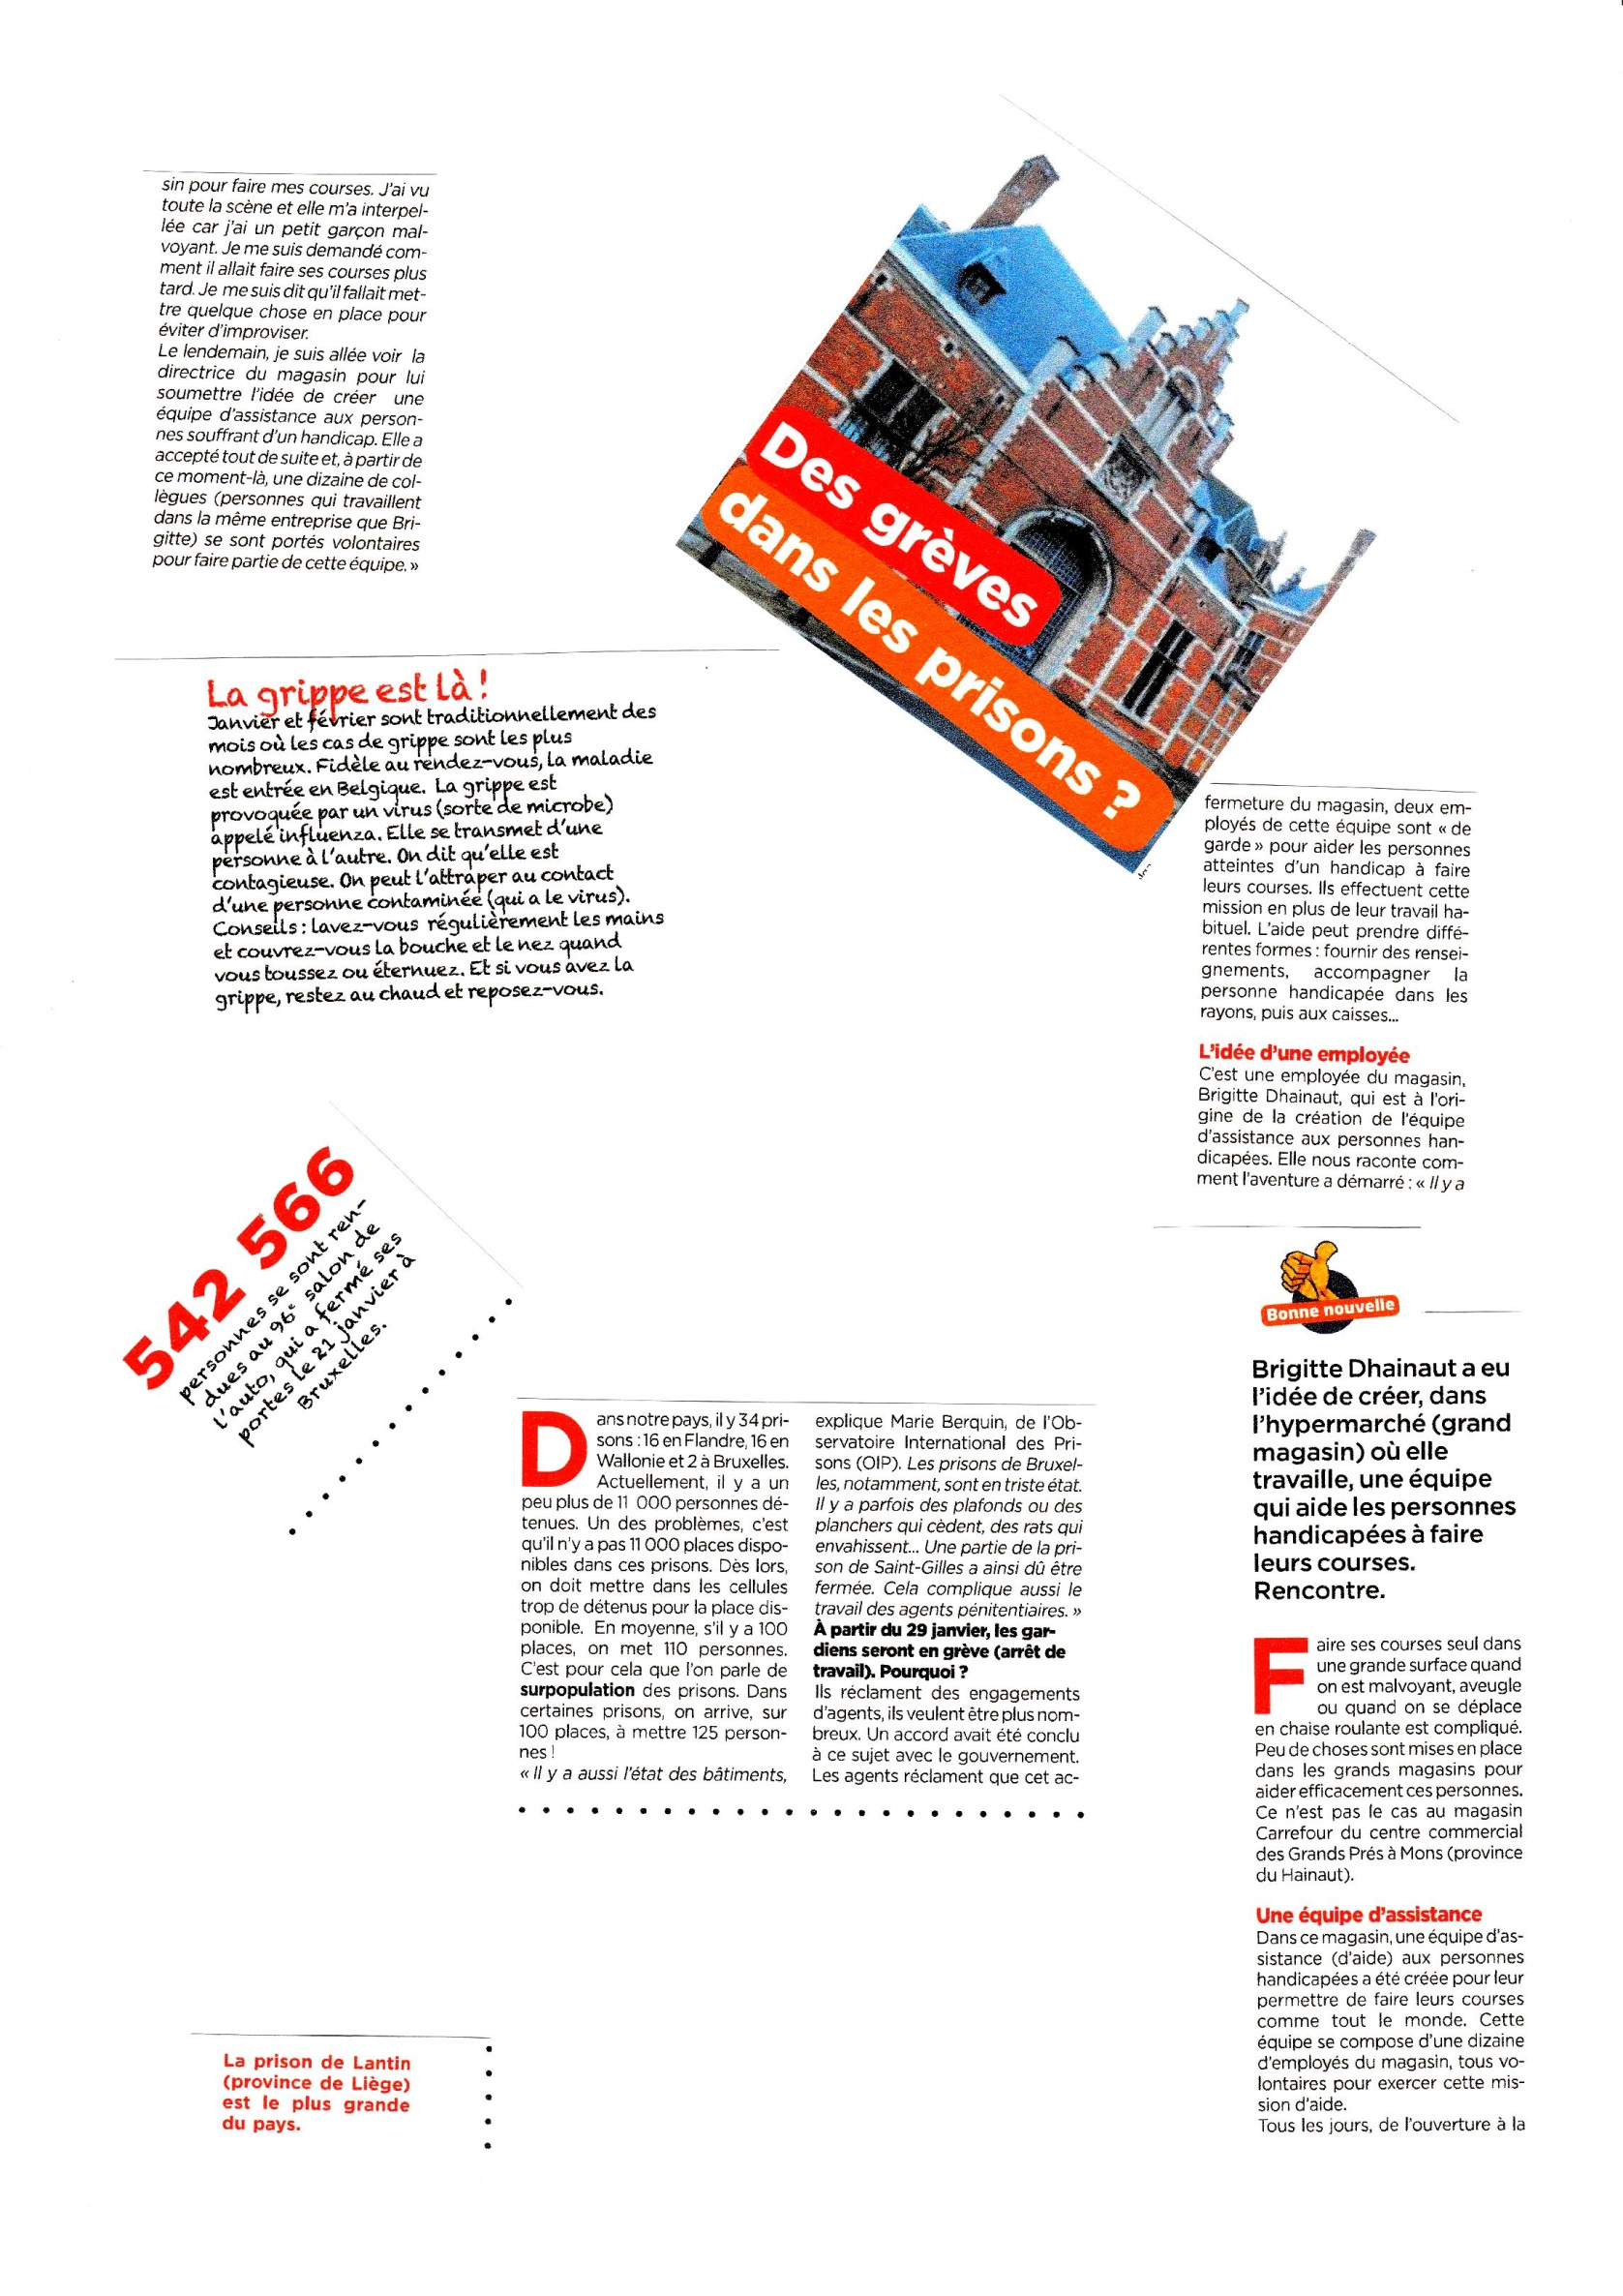 sin pour faire mes courses. J'ai vu
toute la scène et elle m'a interpel-
lée car j'ai un petit garçon mal-
voyant. Je me suis demandé com-
ment il allait faire ses courses plus
tard. Je me suis dit qu'il fallait met-
tre quelque chose en place pour
éviter d'improviser.
Le lendemain, je suis allée voir la
directrice du magasin pour lui
soumettre l'idée de créer une
équipe d'assistance aux person-
nes souffrant d'un handicap. Elle a
accepté tout de suite et, à partir de
ce moment-là, une dizaine de col-
lègues (personnes qui travaillent
dans la même entreprise que Bri-
gitte) se sont portés volontaires
pour faire partie de cette équipe. »
Des grèves
dans les prisons ?
La grippe est là !
Janvier et février sont traditionnellement des
mois où les cas de grippe sont les plus
nombreux. Fidèle au rendez-vous, la maladie
est entrée en Belgique. La grippe est
provoquée par un virus (sorte de microbe)
appelé influenza. Elle se transmet d'une
personne à l'autre. On dit qu'elle est
contagieuse. On peut l'attraper au contact
d'une personne contaminée (qui a le virus).
Conseils : lavez-vous régulièrement les mains
et couvrez-vous la bouche et le nez quand
vous toussez ou éternuez. Et si vous avez la
grippe, restez au chaud et reposez-vous.
fermeture du magasin, deux em-
ployés de cette équipe sont « de
garde » pour aider les personnes
atteintes d'un handicap à faire
leurs courses. Ils effectuent cette
mission en plus de leur travail ha-
bituel. L'aide peut prendre diffé-
rentes formes : fournir des rensei-
gnements, accompagner la
personne handicapée dans les
rayons, puis aux caisses...
L'idée d'une employée
C'est une employée du magasin,
Brigitte Dhainaut, qui est à l'ori-
gine de la création de l'équipe
d'assistance aux personnes han-
dicapées. Elle nous raconte com-
ment l'aventure a démarré : « Il y a
542 566
personnes se sont ren-
dues au 96e salon de
l'auto, qui a fermé ses
portes le 21 janvier à
Bruxelles.
Dans notre pays, il y 34 pri-
sons : 16 en Flandre, 16 en
Wallonie et 2 à Bruxelles.
Actuellement, il y a un
peu plus de 11 000 personnes dé-
tenues. Un des problèmes, c'est
qu'il n'y a pas 11 000 places dispo-
nibles dans ces prisons. Dès lors,
on doit mettre dans les cellules
trop de détenus pour la place dis-
ponible. En moyenne, s'il y a 100
places, on met 110 personnes.
C'est pour cela que l'on parle de
surpopulation des prisons. Dans
certaines prisons, on arrive, sur
100 places, à mettre 125 person-
nes !
« Il y a aussi l'état des bâtiments,
explique Marie Berquin, de l'Ob-
servatoire International des Pri-
sons (OIP). Les prisons de Bruxel-
les, notamment, sont en triste état.
Il y a parfois des plafonds ou des
planchers qui cèdent, des rats qui
envahissent... Une partie de la pri-
son de Saint-Gilles a ainsi dû être
fermée. Cela complique aussi le
travail des agents pénitentiaires. »
À partir du 29 janvier, les gar-
diens seront en grève (arrêt de
travail). Pourquoi ?
Ils réclament des engagements
d'agents, ils veulent être plus nom-
breux. Un accord avait été conclu
à ce sujet avec le gouvernement.
Les agents réclament que cet ac-
Bonne nouvelle
Brigitte Dhainaut a eu
l'idée de créer, dans
l'hypermarché (grand
magasin) où elle
travaille, une équipe
qui aide les personnes
handicapées à faire
leurs courses.
Rencontre.
Faire ses courses seul dans
une grande surface quand
on est malvoyant, aveugle
ou quand on se déplace
en chaise roulante est compliqué.
Peu de choses sont mises en place
dans les grands magasins pour
aider efficacement ces personnes.
Ce n'est pas le cas au magasin
Carrefour du centre commercial
des Grands Prés à Mons (province
du Hainaut).
Une équipe d'assistance
Dans ce magasin, une équipe d'as-
sistance (d'aide) aux personnes
handicapées a été créée pour leur
permettre de faire leurs courses
comme tout le monde. Cette
équipe se compose d'une dizaine
d'employés du magasin, tous vo-
lontaires pour exercer cette mis-
sion d'aide.
Tous les jours, de l'ouverture à la
La prison de Lantin
(province de Liège)
est le plus grande
du pays.